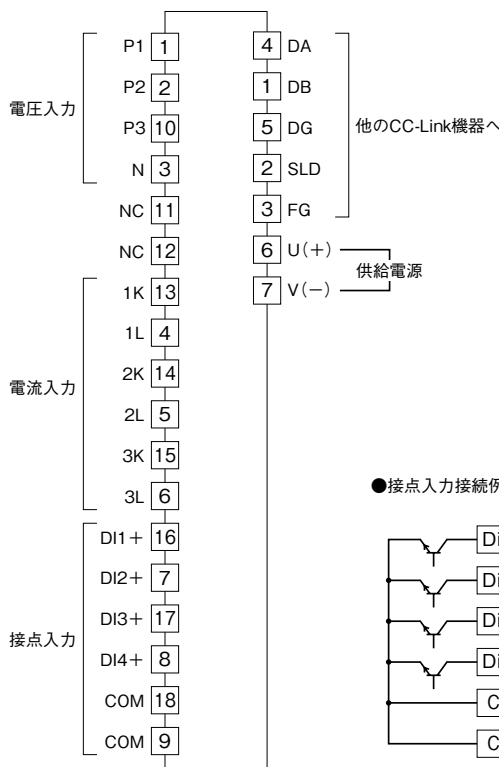 電圧入力
P1 1
P2 2
P3 10
N 3
NC 11
NC 12
電流入力
1K 13
1L 4
2K 14
2L 5
3K 15
3L 6
接点入力
DI1+ 16
DI2+ 7
DI3+ 17
DI4+ 8
COM 18
COM 9
4 DA
1 DB
5 DG
2 SLD
3 FG
他のCC-Link機器へ
6 U(+)
7 V(-)
供給電源
●接点入力接続例